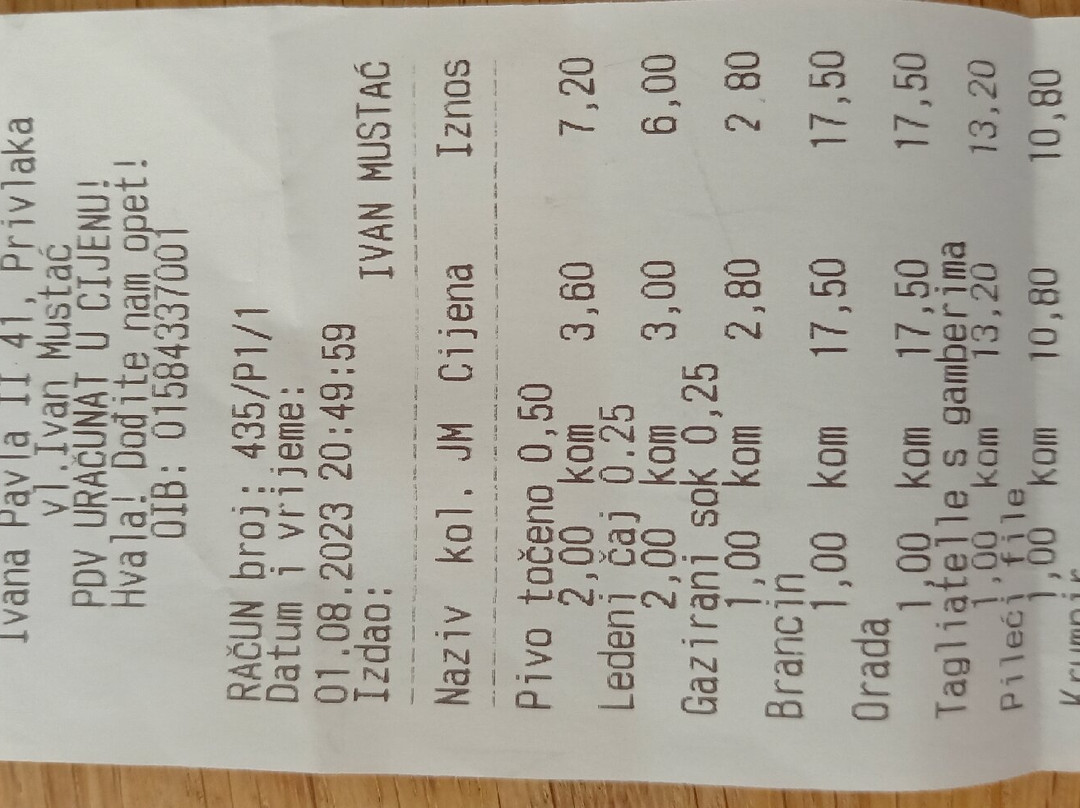 Ivana Pavla II 41, Privlaka
vl.Ivan Mustać
PDV URAČUNAT U CIJENU!
Hvala! Dođite nam opet!
OIB: 01584337001
RAČUN broj: 435/P1/1
Datum i vrijeme:
01.08.2023 20:49:59
Izdao: IVAN MUSTAĆ
Naziv kol. JM Cijena Iznos
Pivo točeno 0,50
2,00 kom 3,60 7,20
Ledeni čaj 0.25
2,00 kom 3,00 6,00
Gazirani sok 0,25
1,00 kom 2,80 2.80
Brancin
1,00 kom 17,50 17,50
Orada
1,00 kom 17,50 17,50
Tagliatelle s gamberima
1,00 kom 13,20 13,20
Pileći file
1,00 kom 10,80 10,80